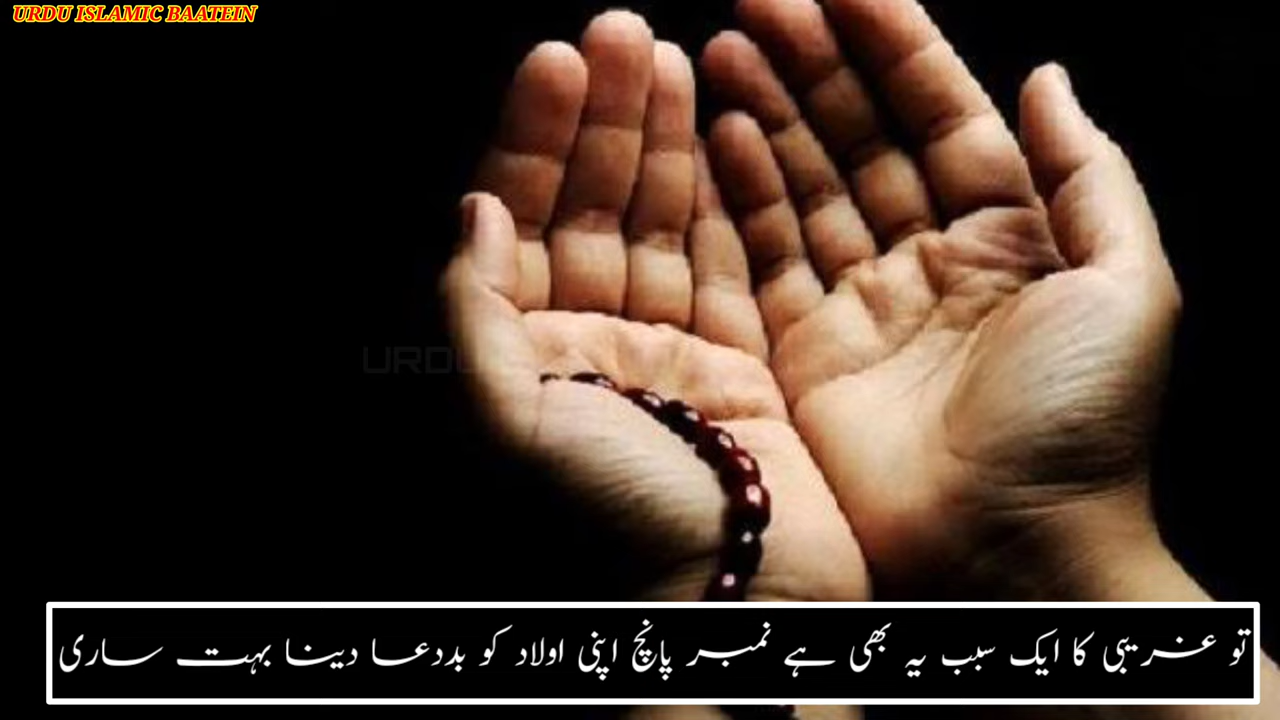 URDU ISLAMIC BAATEIN
تو غریبی کا ایک سبب یہ بھی ہے نمبر پانچ اپنی اولاد کو بددعا دینا بہت ساری